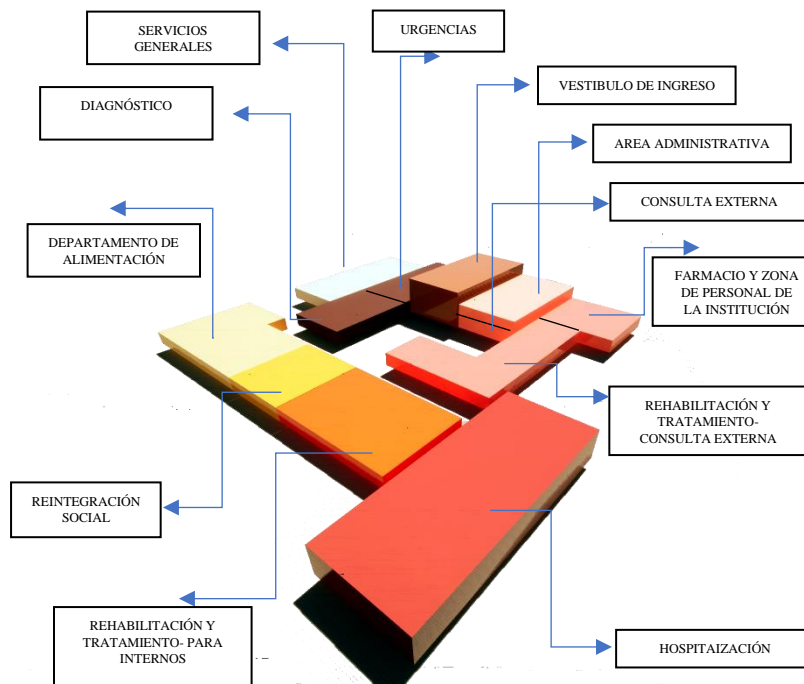 SERVICIOS
GENERALES
URGENCIAS
VESTIBULO DE INGRESO
DIAGNÓSTICO
AREA ADMINISTRATIVA
CONSULTA EXTERNA
DEPARTAMENTO DE
ALIMENTACIÓN
FARMACIO Y ZONA
DE PERSONAL DE
LA INSTITUCIÓN
REHABILITACIÓN Y
TRATAMIENTO-
CONSULTA EXTERNA
REINTEGRACIÓN
SOCIAL
REHABILITACIÓN Y
TRATAMIENTO- PARA
INTERNOS
HOSPITAIZACIÓN